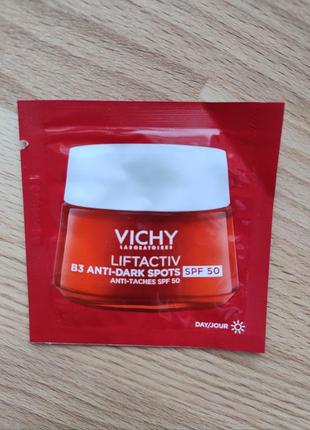 VICHY
LABORATOIRES
LIFTACTIV
B3 ANTI-DARK SPOTS SPF 50
ANTI-TACHES SPF 50
DAY/JOUR